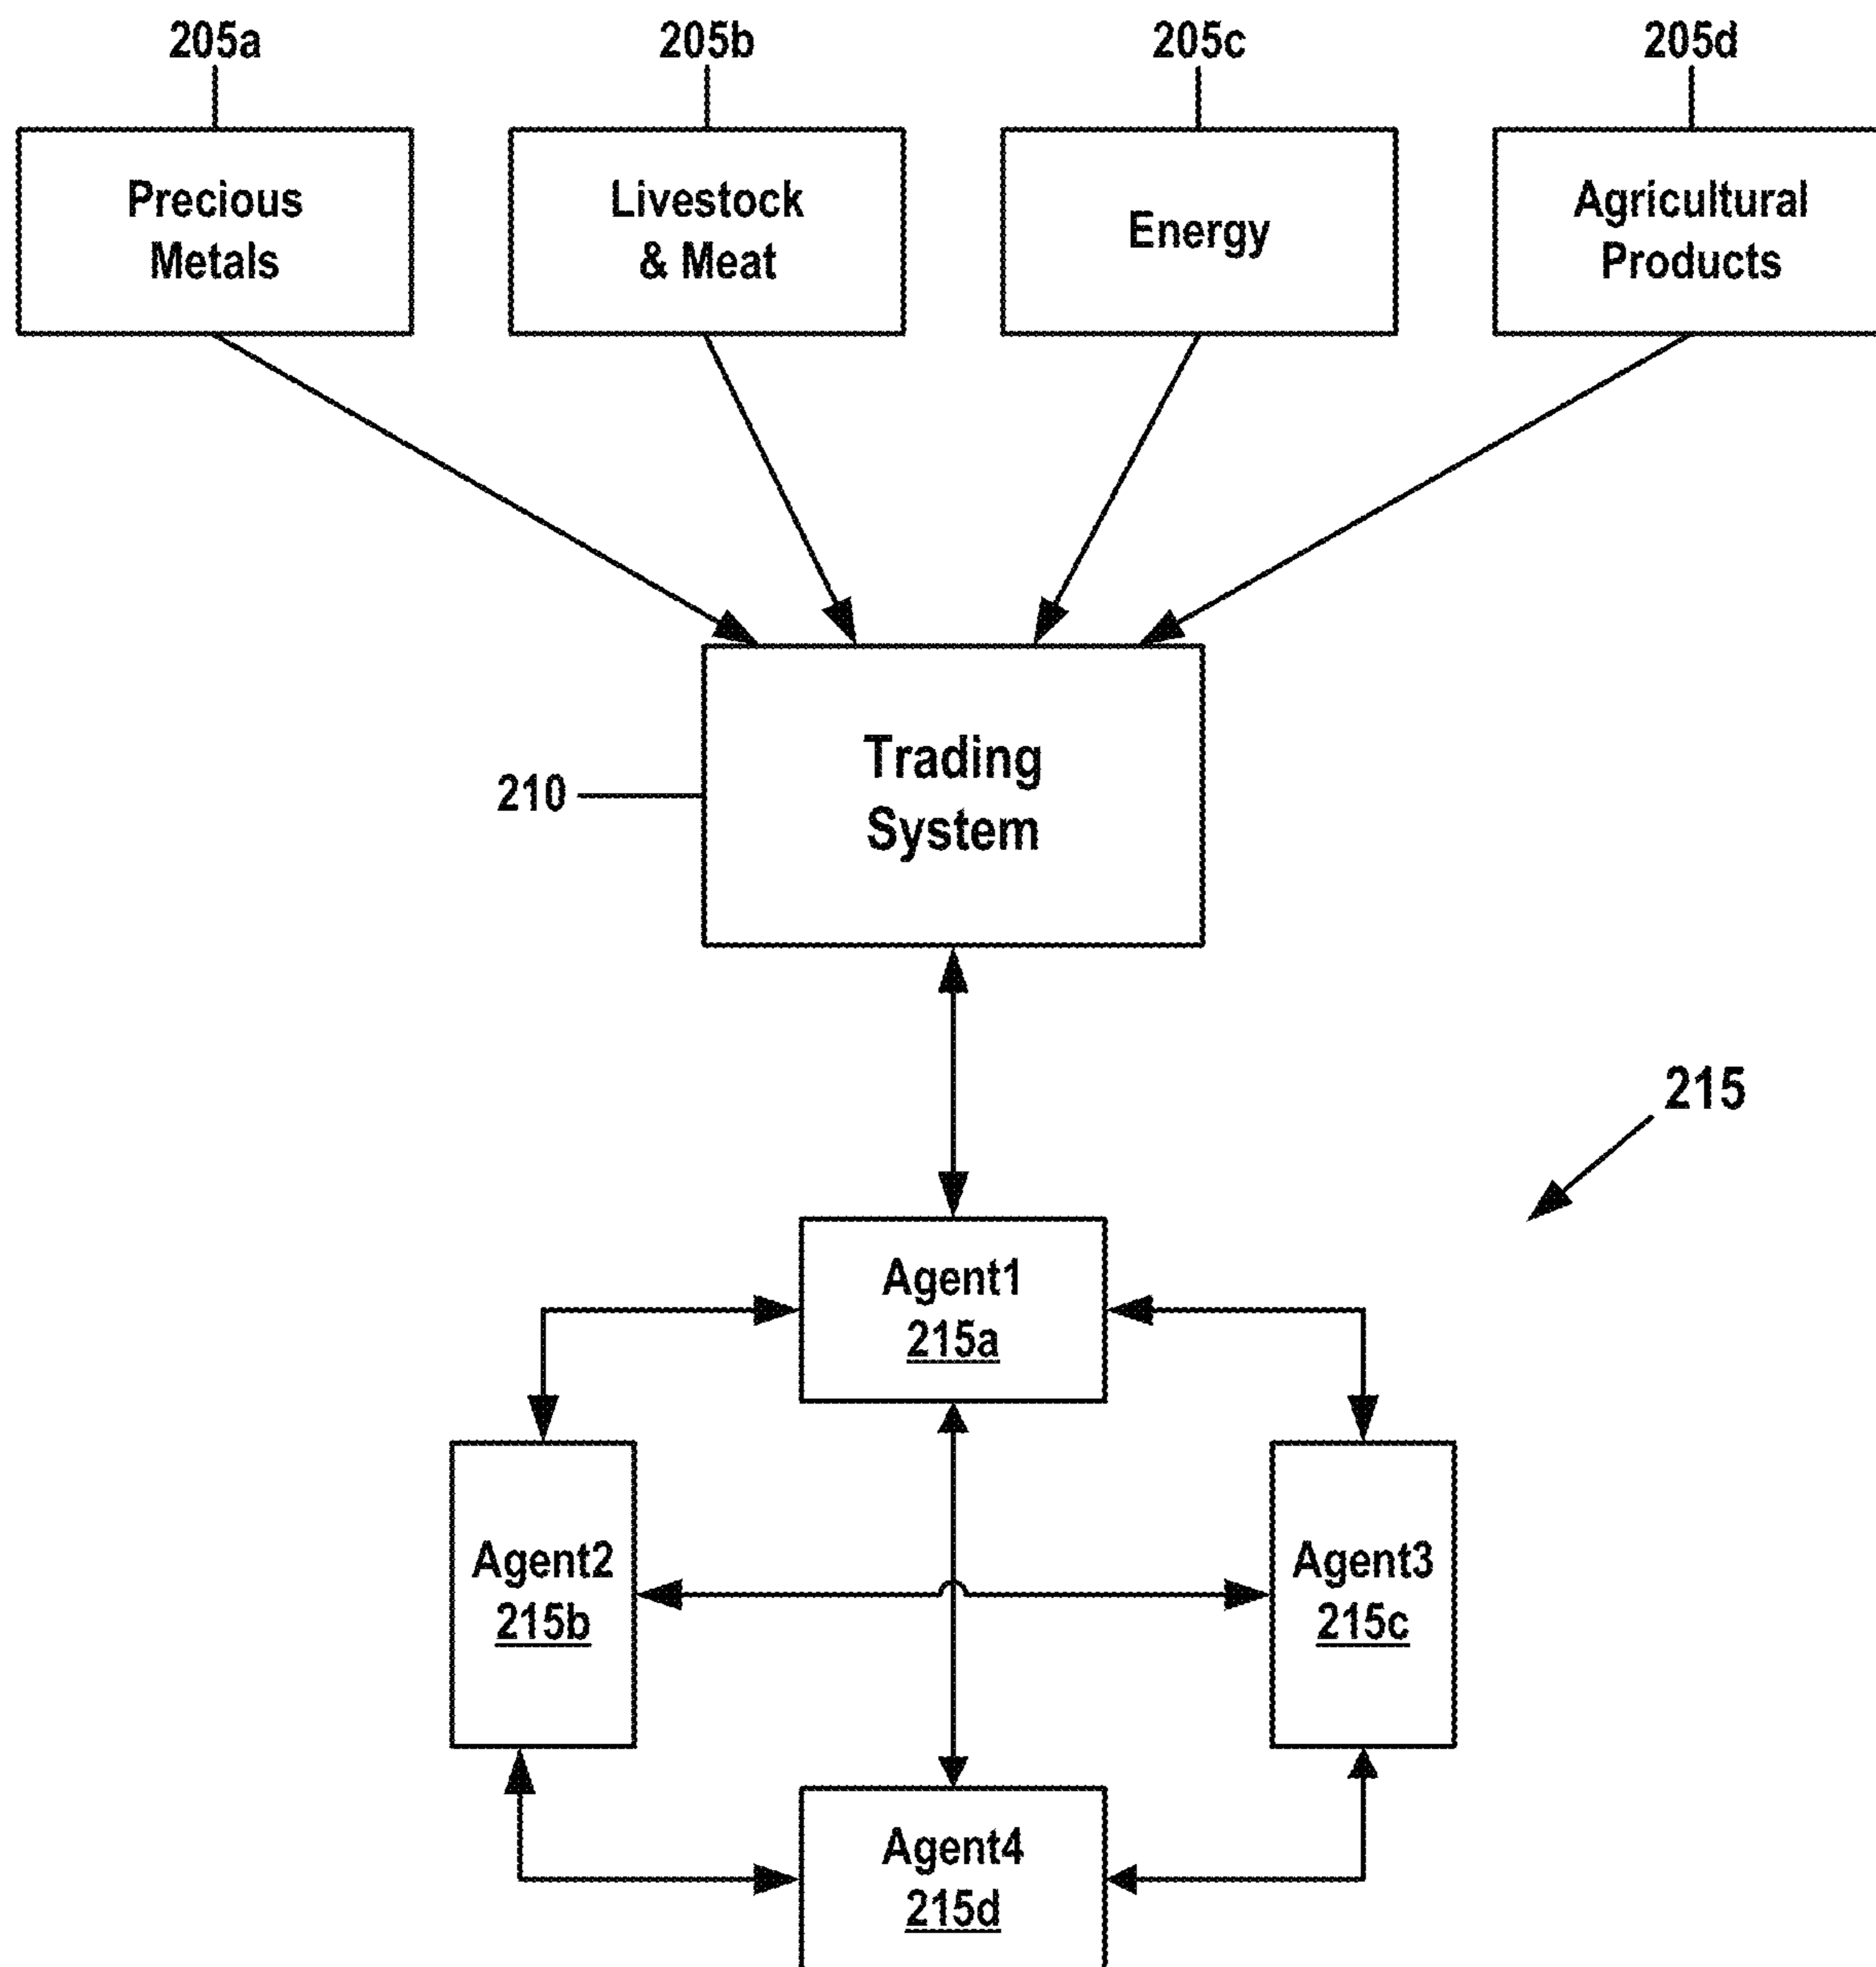 205a
205b
205c
205d
Precious
Metals
Livestock
& Meat
Energy
Agricultural
Products
Trading
System
210
215
Agent1
215a
Agent2
215b
Agent3
215c
Agent4
215d